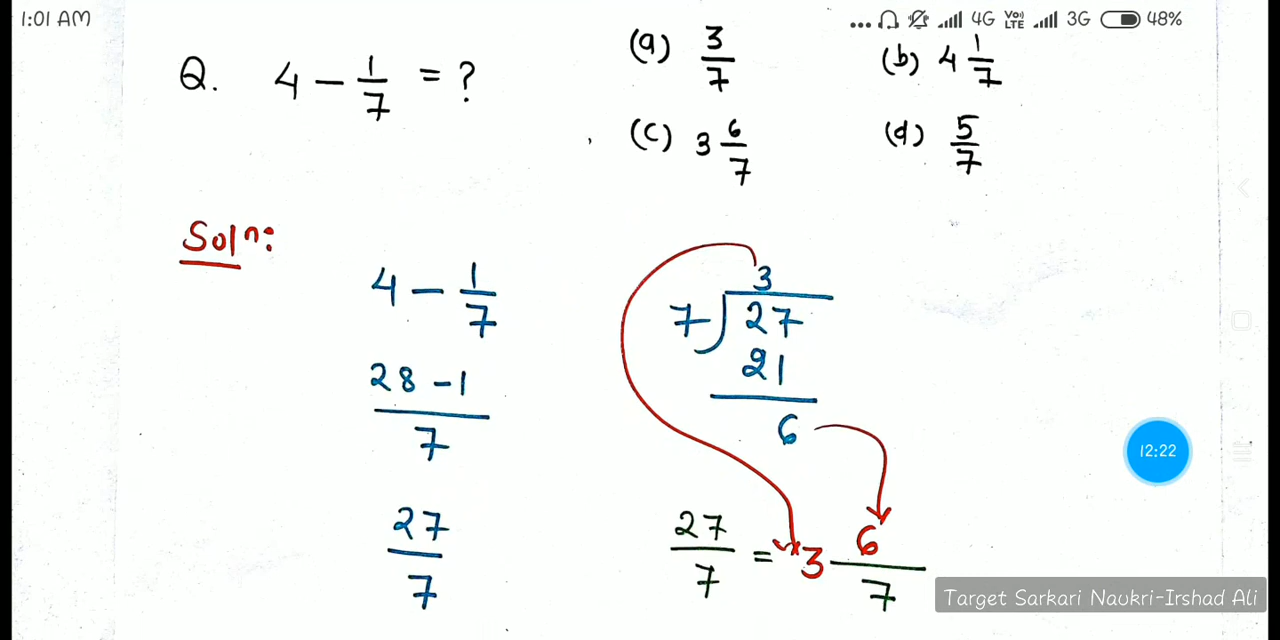 1:01 AM ... 4G VoD LTE 3G 48%
Q. 4 - 1/7 = ?
(a) 3/7
(b) 4 1/7
(c) 3 6/7
(d) 5/7
Soln:
4 - 1/7
28 - 1
7
27
7
3
7) 27
21
6
27/7 = 3 6/7
12:22
Target Sarkari Naukri-Irshad Ali